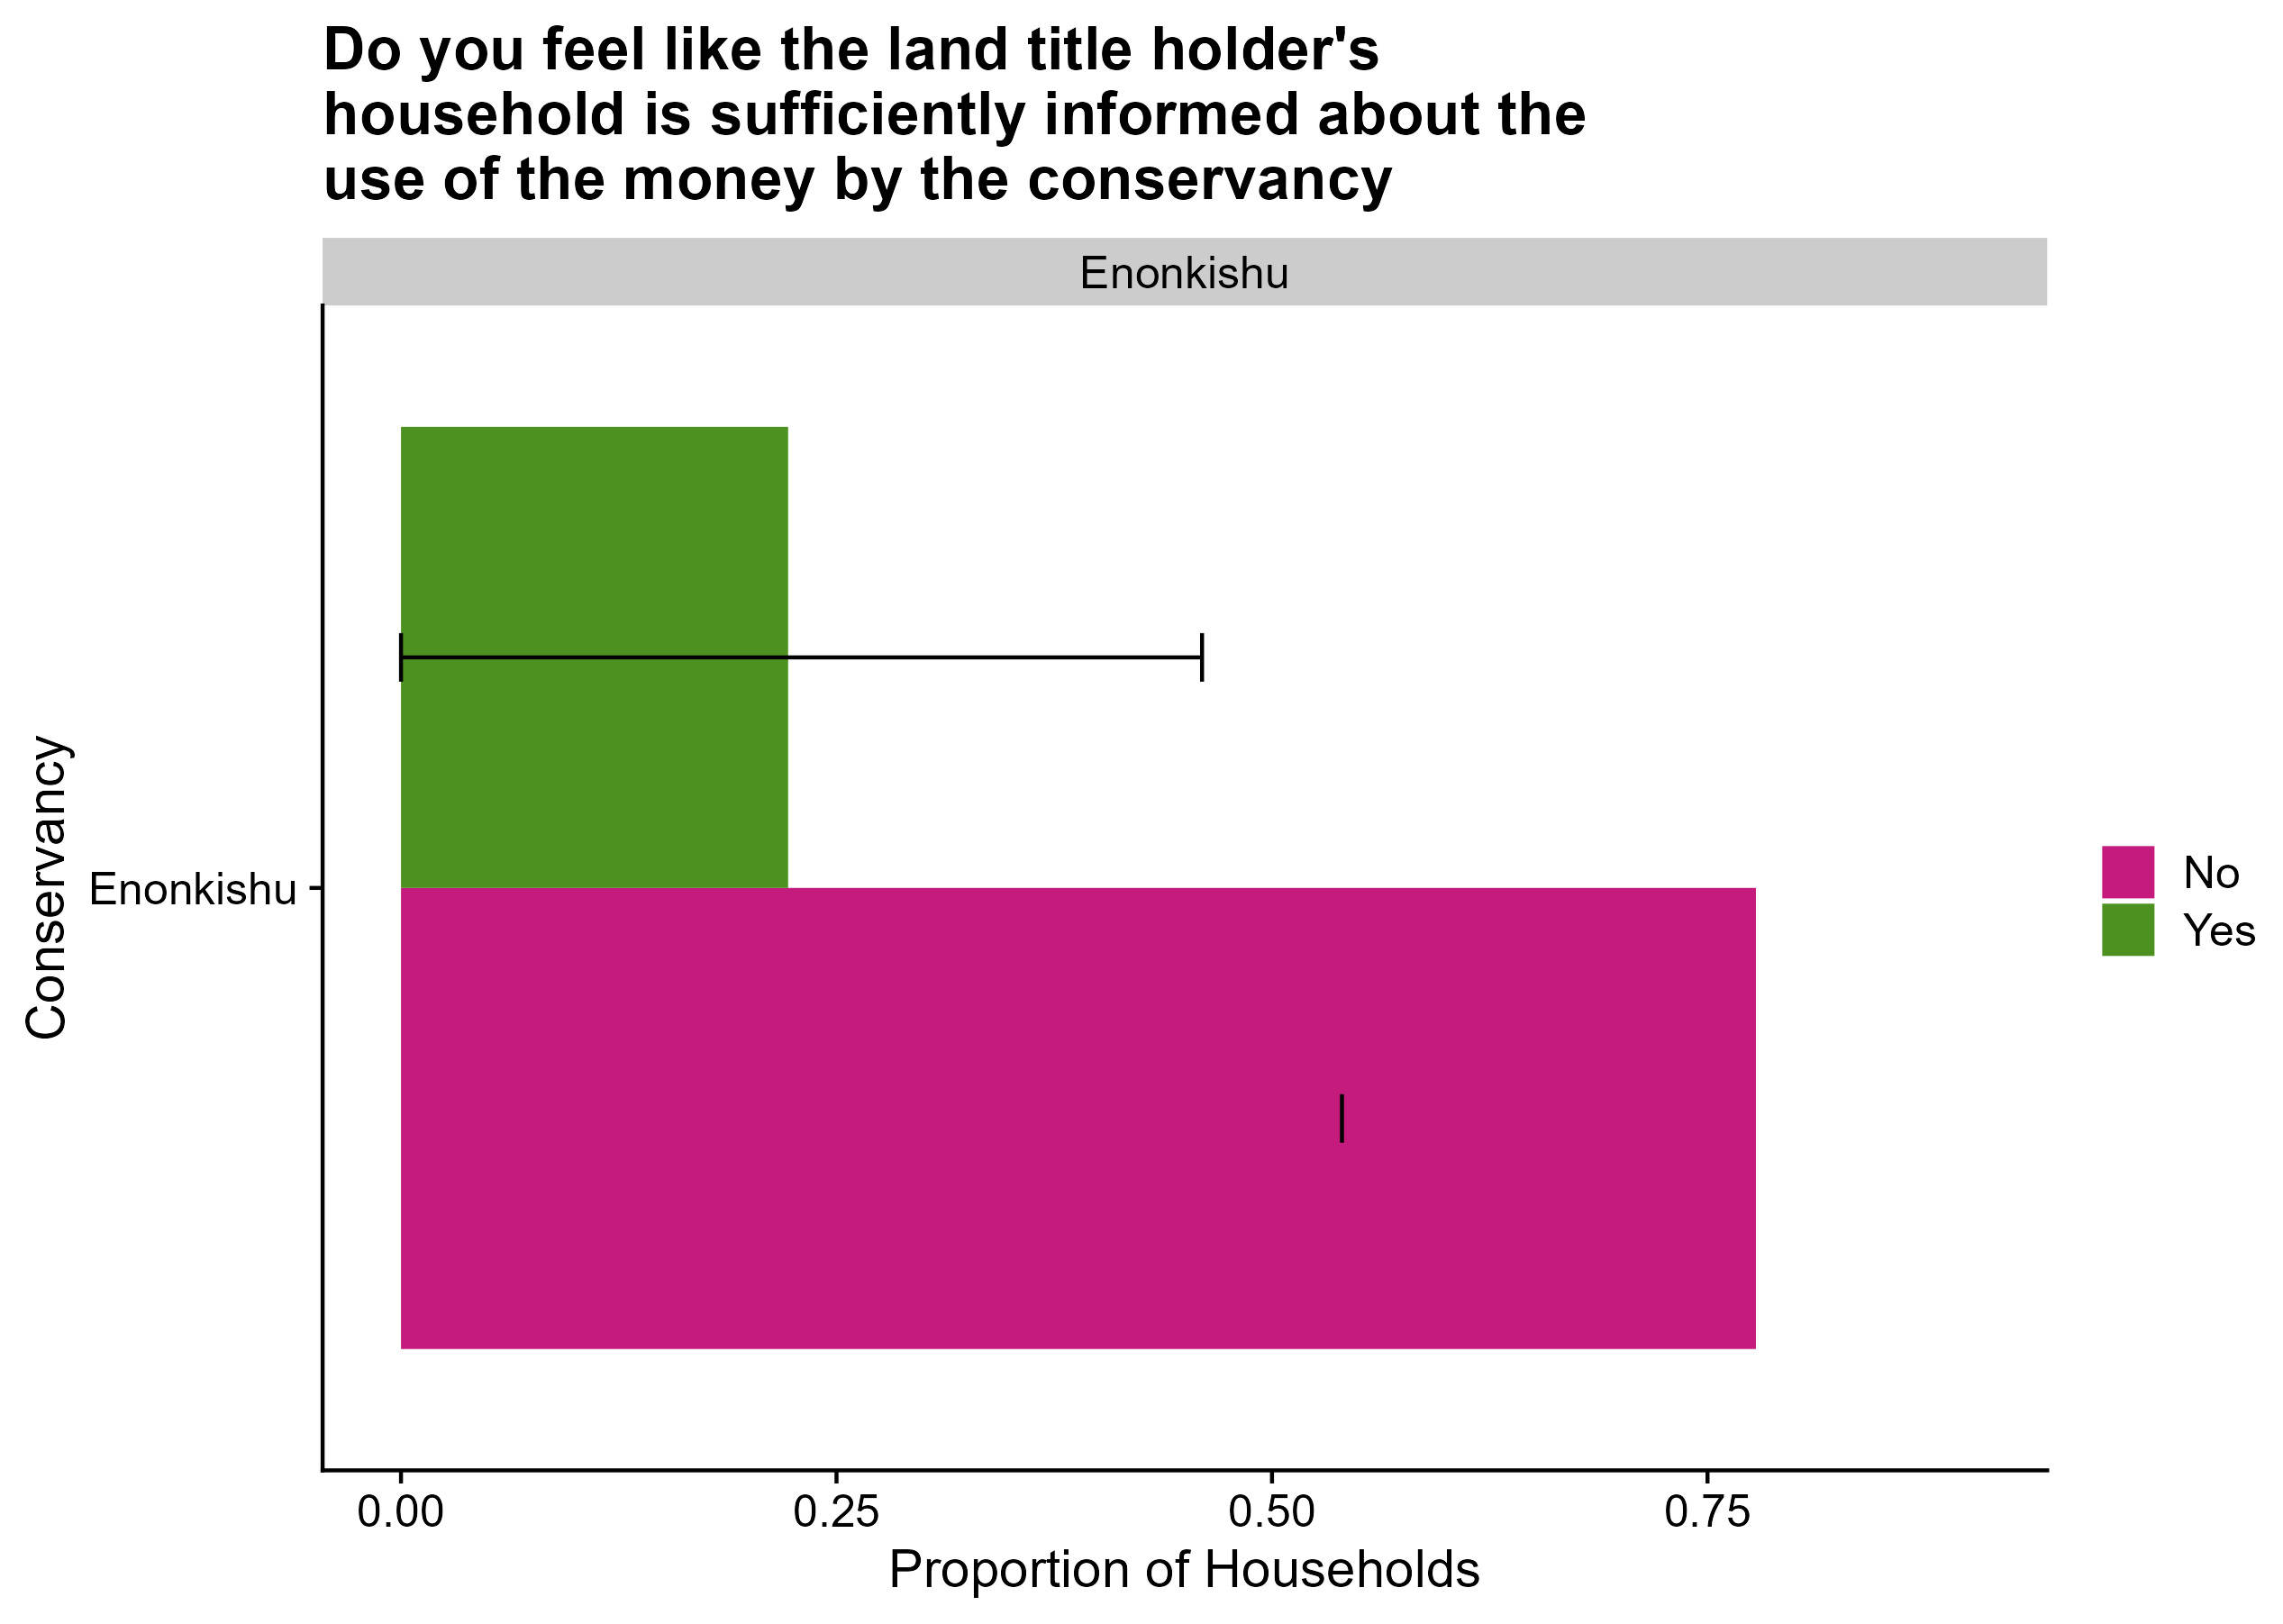 Do you feel like the land title holder's
household is sufficiently informed about the
use of the money by the conservancy
Enonkishu
Conservancy
Enonkishu
No
Yes
0.00 0.25 0.50 0.75
Proportion of Households